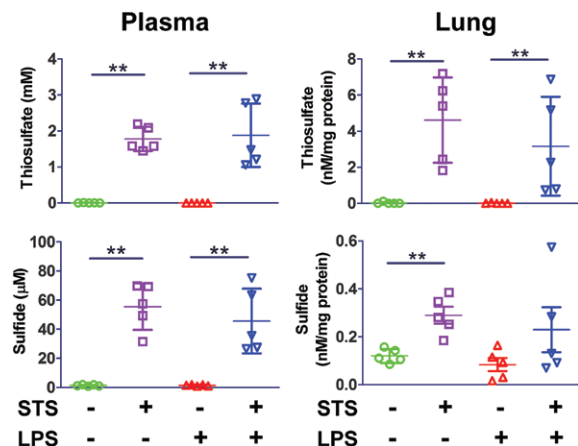 Plasma
Lung
Thiosulfate (mM)
4
3
2
1
0
**
**
Thiosulfate
(nM/mg protein)
8
6
4
2
0
**
**
Sulfide (μM)
100
80
60
40
20
0
**
**
Sulfide
(nM/mg protein)
0.6
0.4
0.2
0.0
**
STS - + - + - + - +
LPS - - + + - - + +